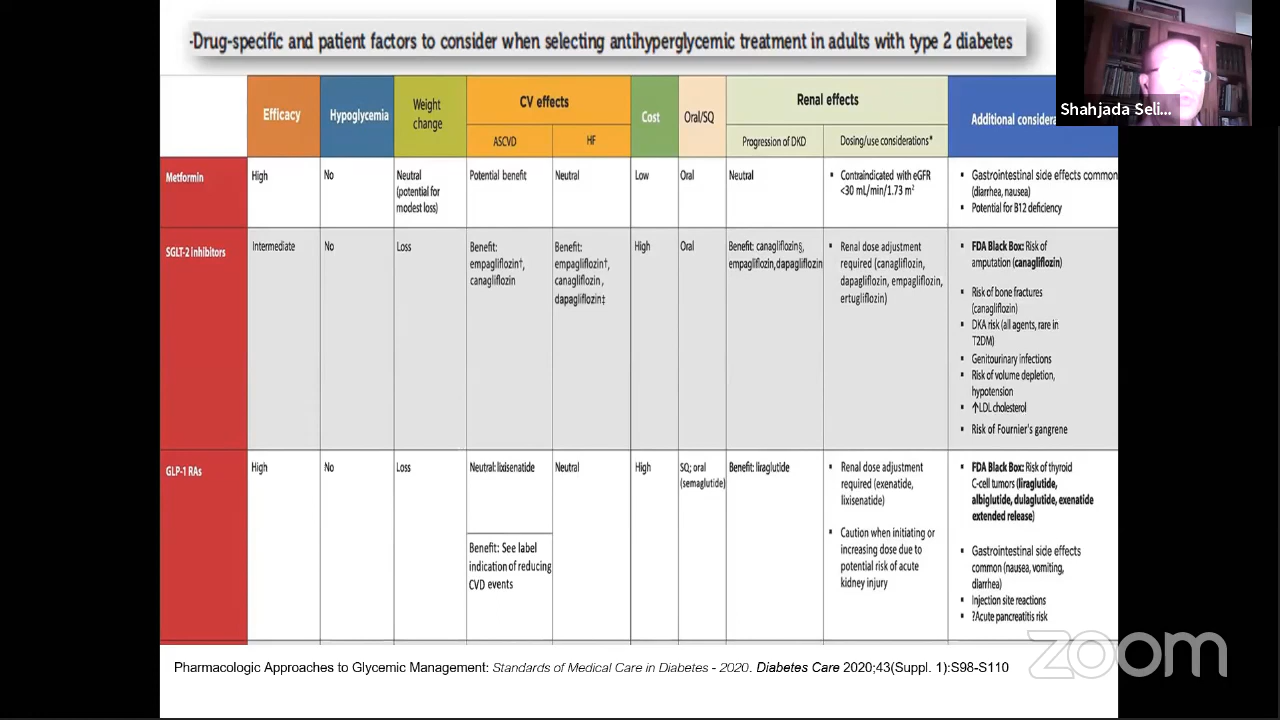 -Drug-specific and patient factors to consider when selecting antihyperglycemic treatment in adults with type 2 diabetes
Shahjada Seli...
Efficacy
Hypoglycemia
Weight
change
CV effects
ASCVD
HF
Cost
Oral/SQ
Renal effects
Progression of DKD
Dosing/use considerations*
Additional considera
Metformin
High
No
Neutral
(potential for
modest loss)
Potential benefit
Neutral
Low
Oral
Neutral
▪ Contraindicated with eGFR
<30 mL/min/1.73 m²
▪ Gastrointestinal side effects common
(diarrhea, nausea)
▪ Potential for B12 deficiency
SGLT-2 inhibitors
Intermediate
No
Loss
Benefit:
empagliflozin†,
canagliflozin
Benefit:
empagliflozin†,
canagliflozin,
dapagliflozin‡
High
Oral
Benefit: canagliflozin§,
empagliflozin,dapagliflozin
▪ Renal dose adjustment
required (canagliflozin,
dapagliflozin, empagliflozin,
ertugliflozin)
▪ FDA Black Box: Risk of
amputation (canagliflozin)
▪ Risk of bone fractures
(canagliflozin)
▪ DKA risk (all agents, rare in
T2DM)
▪ Genitourinary infections
▪ Risk of volume depletion,
hypotension
▪ ↑LDL cholesterol
▪ Risk of Fournier's gangrene
GLP-1 RAs
High
No
Loss
Neutral: lixisenatide
Benefit: See label
indication of reducing
CVD events
Neutral
High
SQ; oral
(semaglutide)
Benefit: liraglutide
▪ Renal dose adjustment
required (exenatide,
lixisenatide)
▪ Caution when initiating or
increasing dose due to
potential risk of acute
kidney injury
▪ FDA Black Box: Risk of thyroid
C-cell tumors (liraglutide,
albiglutide, dulaglutide, exenatide
extended release)
▪ Gastrointestinal side effects
common (nausea, vomiting,
diarrhea)
▪ Injection site reactions
▪ ?Acute pancreatitis risk
Pharmacologic Approaches to Glycemic Management: Standards of Medical Care in Diabetes - 2020. Diabetes Care 2020;43(Suppl. 1):S98-S110
zoom